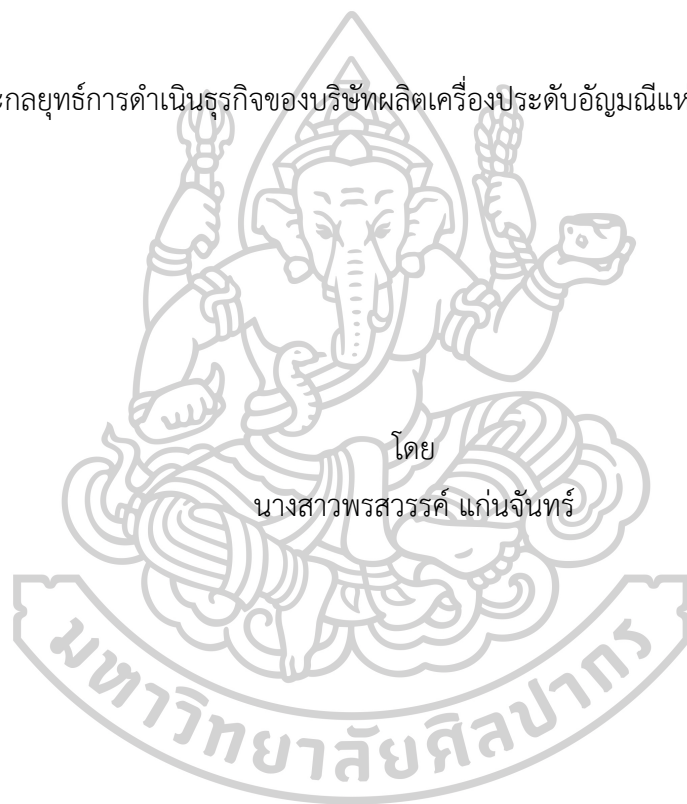 กลยุทธ์การดำเนินธุรกิจของบริษัทผลิตเครื่องประดับอัญมณีแห
โดย
นางสาวพรสวรรค์ แก่นจันทร์
มหาวิทยาลัยศิลปากร